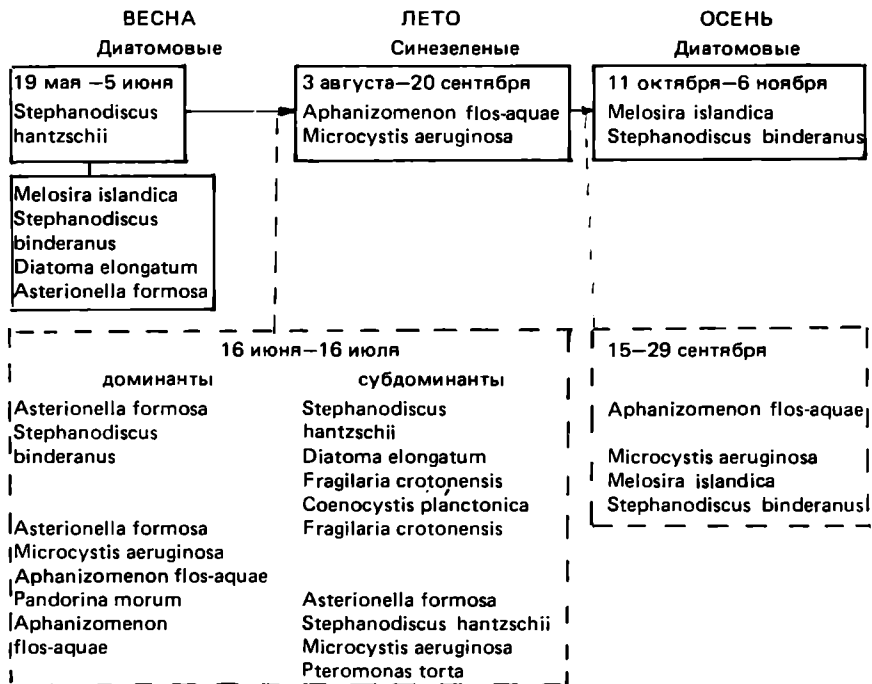 ВЕСНА ЛЕТО ОСЕНЬ
Диатомовые Синезеленые Диатомовые
19 мая –5 июня
Stephanodiscus
hantzschii
3 августа–20 сентября
Aphanizomenon flos-aquae
Microcystis aeruginosa
11 октября–6 ноября
Melosira islandica
Stephanodiscus binderanus
Melosira islandica
Stephanodiscus
binderanus
Diatoma elongatum
Asterionella formosa
16 июня–16 июля
доминанты субдоминанты
Asterionella formosa Stephanodiscus
Stephanodiscus hantzschii
binderanus Diatoma elongatum
Fragilaria crotonensis
Coenocystis planctonica
Asterionella formosa Fragilaria crotonensis
Microcystis aeruginosa
Aphanizomenon flos-aquae
Pandorina morum Asterionella formosa
Aphanizomenon Stephanodiscus hantzschii
flos-aquae Microcystis aeruginosa
Pteromonas torta
15–29 сентября
Aphanizomenon flos-aquae
Microcystis aeruginosa
Melosira islandica
Stephanodiscus binderanus